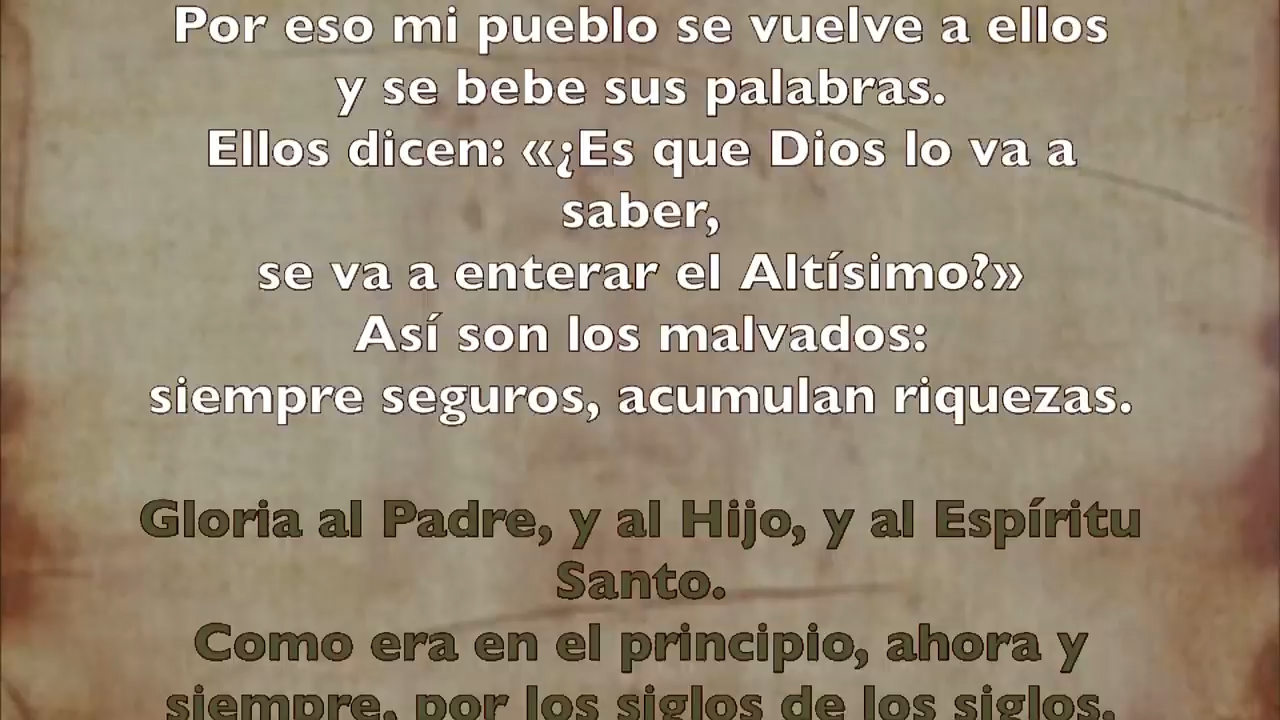 Por eso mi pueblo se vuelve a ellos
y se bebe sus palabras.
Ellos dicen: «¿Es que Dios lo va a
saber,
se va a enterar el Altísimo?»
Así son los malvados:
siempre seguros, acumulan riquezas.
Gloria al Padre, y al Hijo, y al Espíritu
Santo.
Como era en el principio, ahora y
siempre, por los siglos de los siglos.